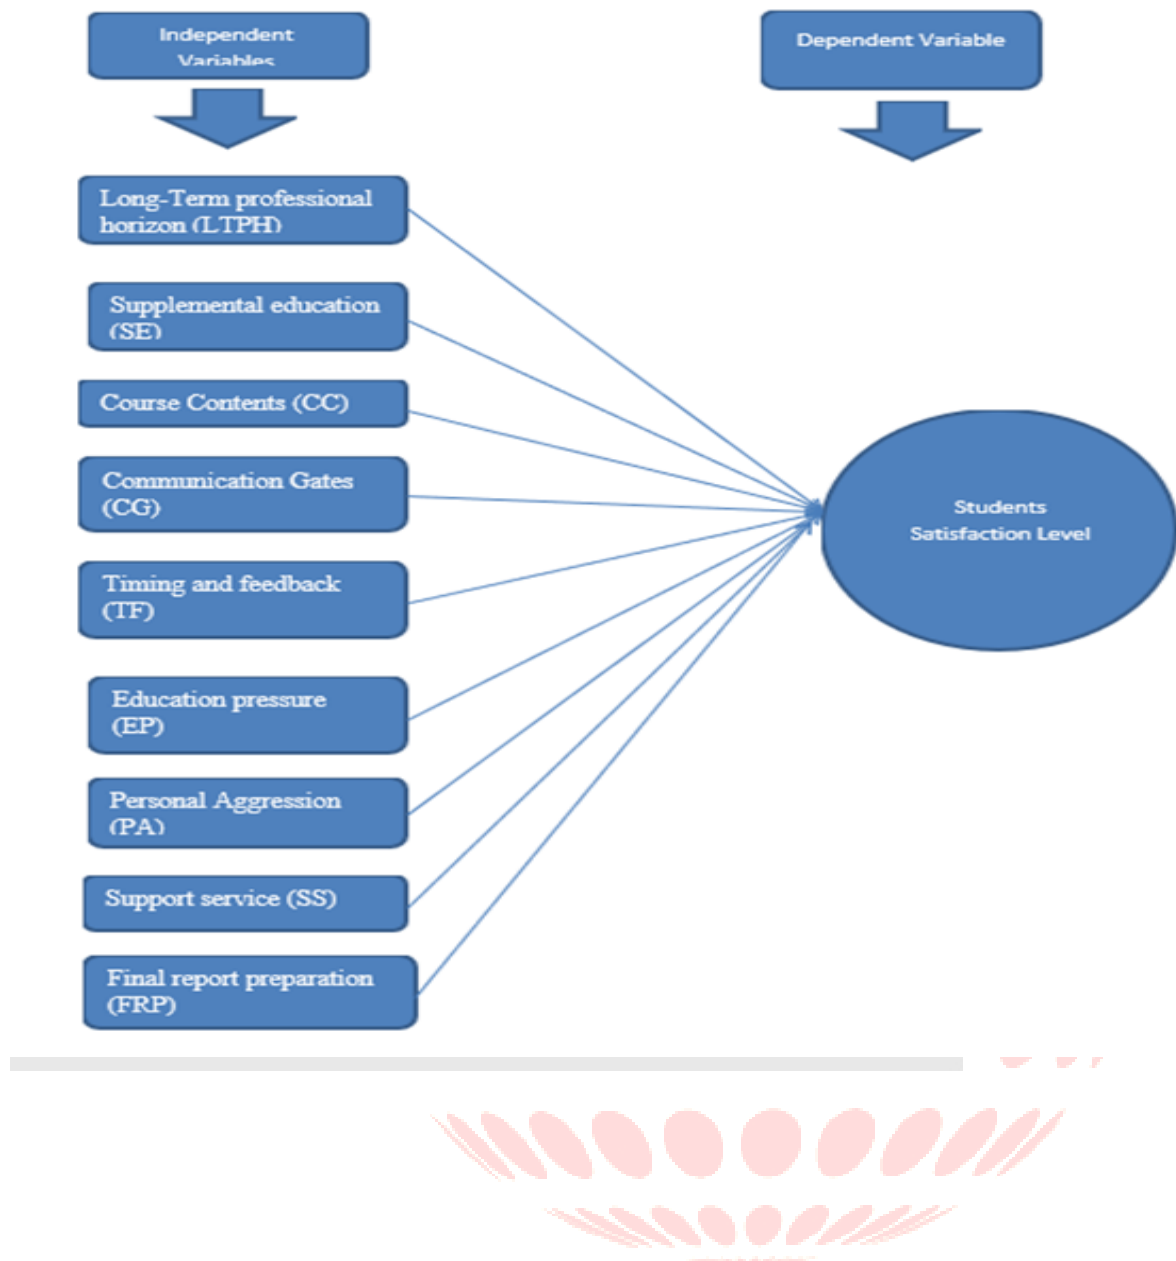 Independent
Variables
Dependent Variable
Long-Term professional
horizon (LTPH)
Supplemental education
(SE)
Course Contents (CC)
Communication Gates
(CG)
Timing and feedback
(TF)
Education pressure
(EP)
Personal Aggression
(PA)
Support service (SS)
Final report preparation
(FRP)
Students
Satisfaction Level